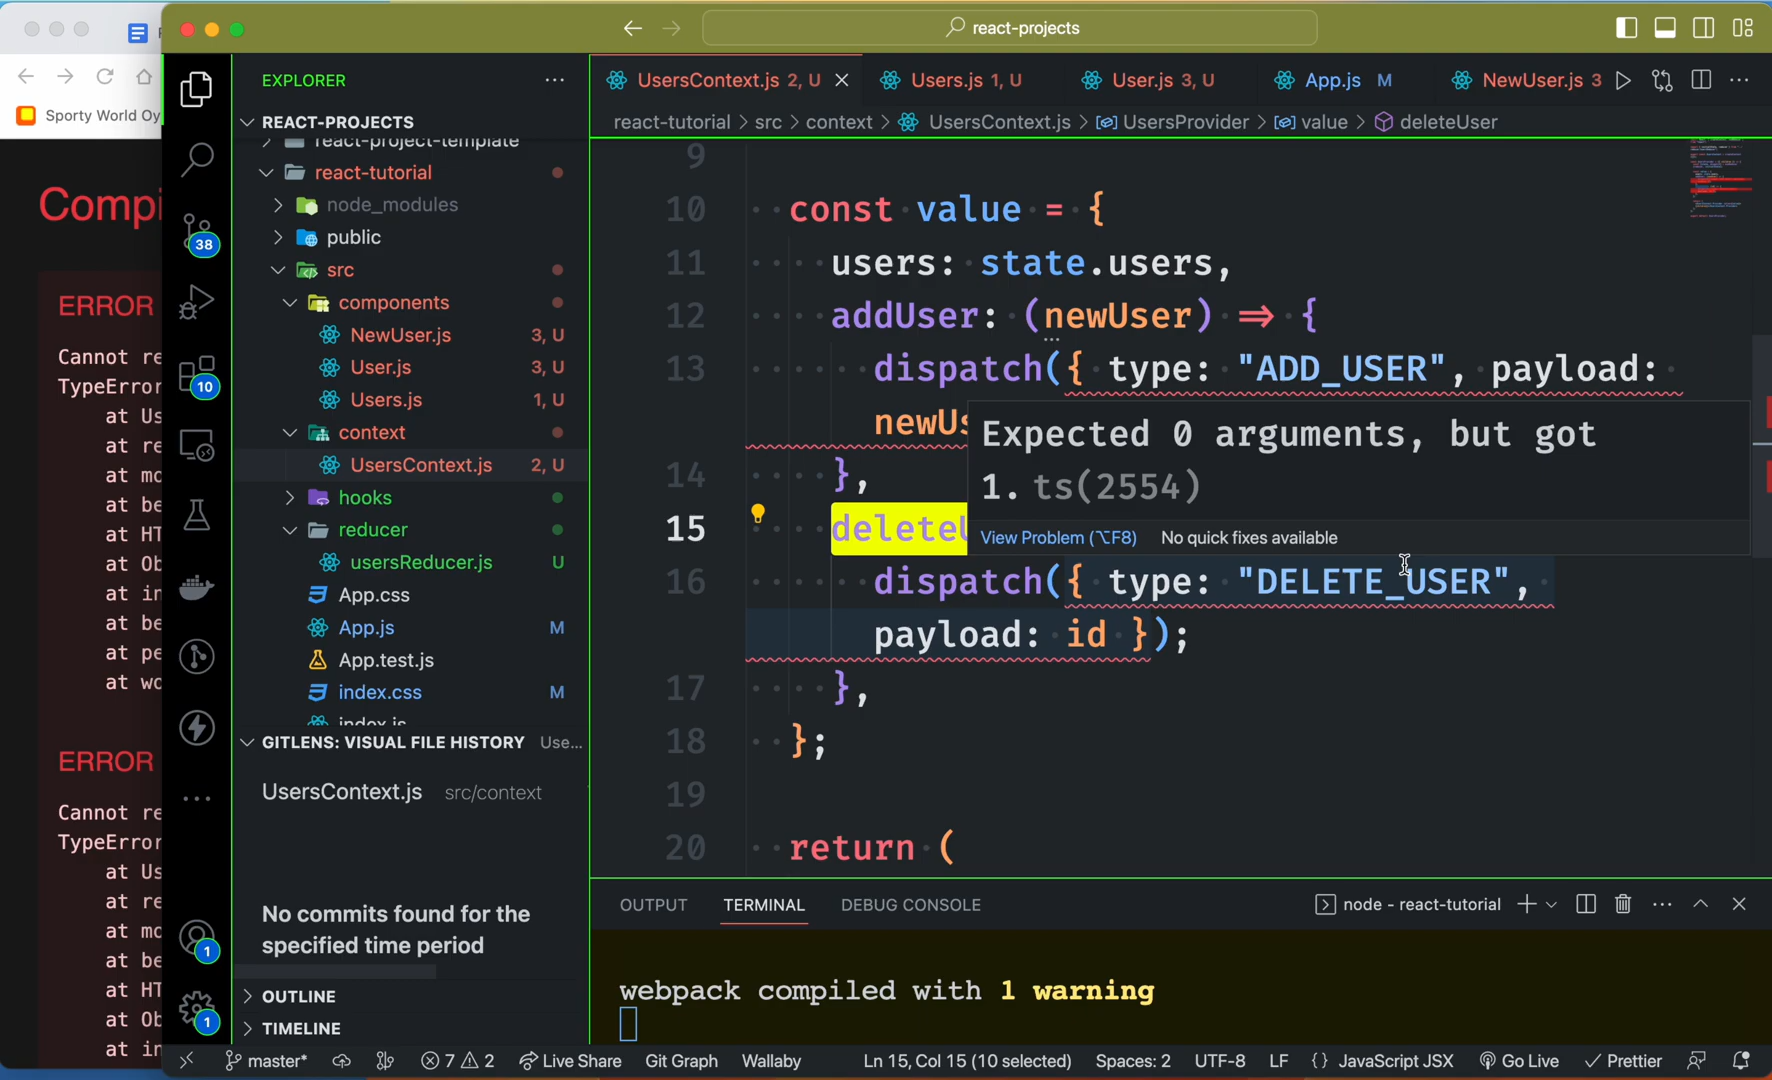 react-projects
Sporty World Oy
Compi
ERROR
Cannot re
TypeError
at Us
at re
at mo
at be
at HT
at Ob
at in
at be
at pe
at wo
ERROR
Cannot re
TypeError
at Us
at re
at mo
at be
at HT
at Ob
at in
38
10
1
1
EXPLORER
REACT-PROJECTS
react-project-template
react-tutorial
node_modules
public
src
components
NewUser.js 3, U
User.js 3, U
Users.js 1, U
context
UsersContext.js 2, U
hooks
reducer
usersReducer.js U
App.css
App.js M
App.test.js
index.css M
index.js
GITLENS: VISUAL FILE HISTORY Use...
UsersContext.js src/context
No commits found for the
specified time period
OUTLINE
TIMELINE
UsersContext.js 2, U Users.js 1, U User.js 3, U App.js M NewUser.js 3
react-tutorial > src > context > UsersContext.js > UsersProvider > value > deleteUser
9
10 const value = {
11 users: state.users,
12 addUser: (newUser) => {
13 dispatch({ type: "ADD_USER", payload:
newUs
Expected 0 arguments, but got
1. ts(2554)
14 },
View Problem (⌥F8) No quick fixes available
15 deleteU
16 dispatch({ type: "DELETE_USER",
payload: id });
17 },
18 };
19
20 return (
OUTPUT TERMINAL DEBUG CONSOLE node - react-tutorial
webpack compiled with 1 warning
master* 7 2 Live Share Git Graph Wallaby Ln 15, Col 15 (10 selected) Spaces: 2 UTF-8 LF {} JavaScript JSX Go Live Prettier